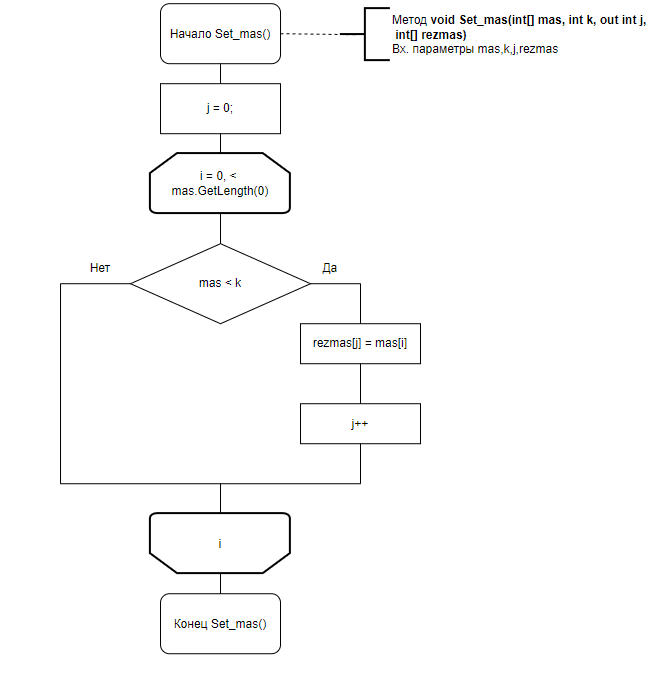 Начало Set_mas()
Метод void Set_mas(int[] mas, int k, out int j,
int[] rezmas)
Вх. параметры mas,k,j,rezmas
j = 0;
i = 0, <
mas.GetLength(0)
Нет
Да
mas < k
rezmas[j] = mas[i]
j++
i
Конец Set_mas()